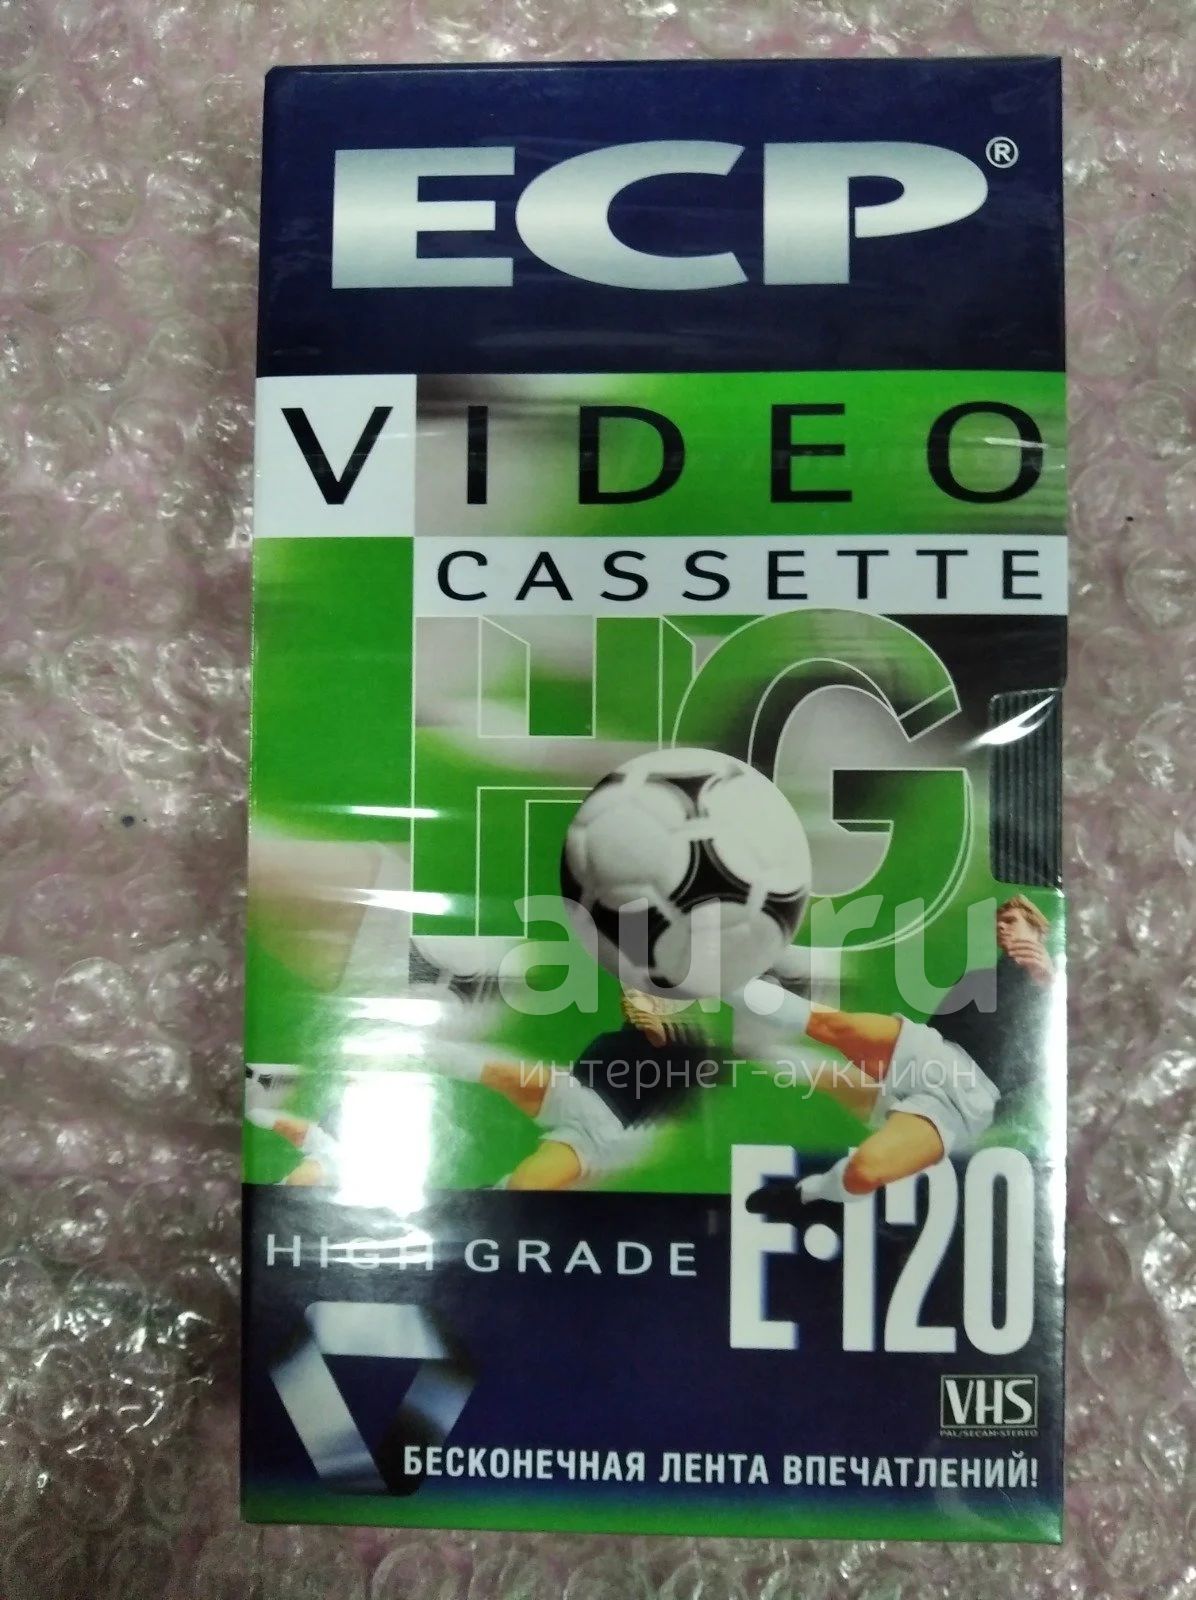 ECP®
VIDEO
CASSETTE
HG
au.ru
интернет-аукцион
E·120
HIGH GRADE
VHS
PAL/SECAM-STEREO
БЕСКОНЕЧНАЯ ЛЕНТА ВПЕЧАТЛЕНИЙ!